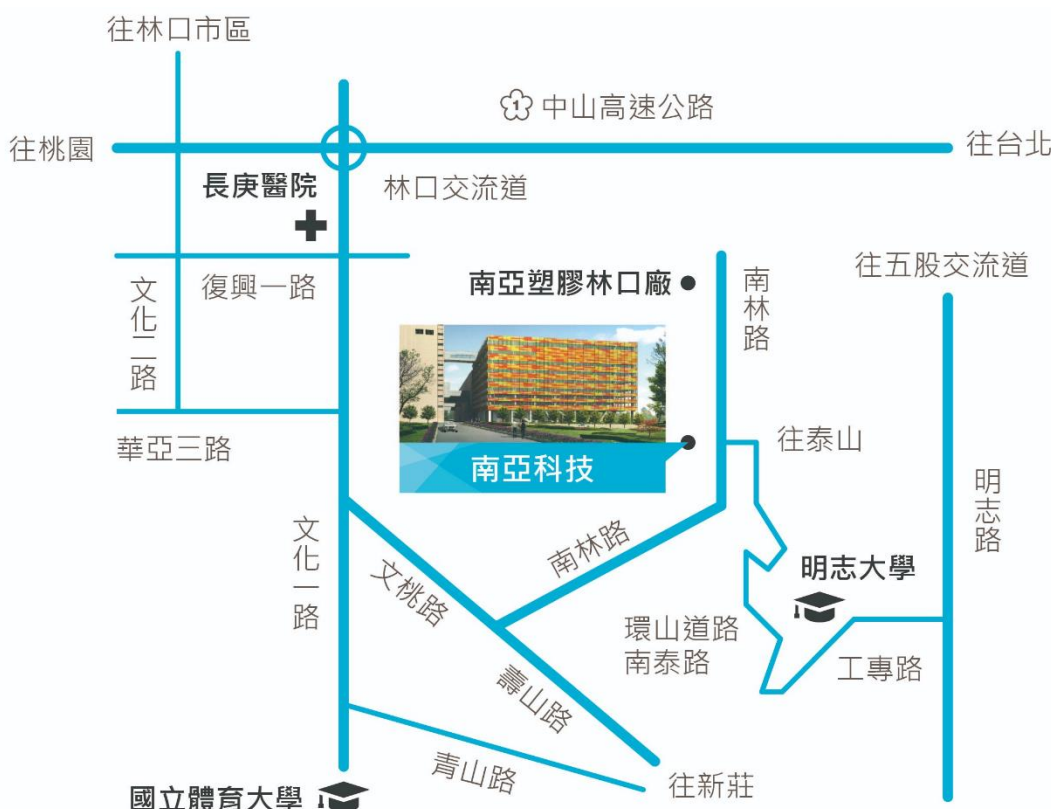 往林口市區
1
中山高速公路
往桃園
往台北
長庚醫院
林口交流道
復興一路
文化二路
南亞塑膠林口廠
南林路
往五股交流道
華亞三路
南亞科技
往泰山
明志路
文化一路
文桃路
南林路
明志大學
環山道路
南泰路
工專路
壽山路
青山路
往新莊
國立體育大學